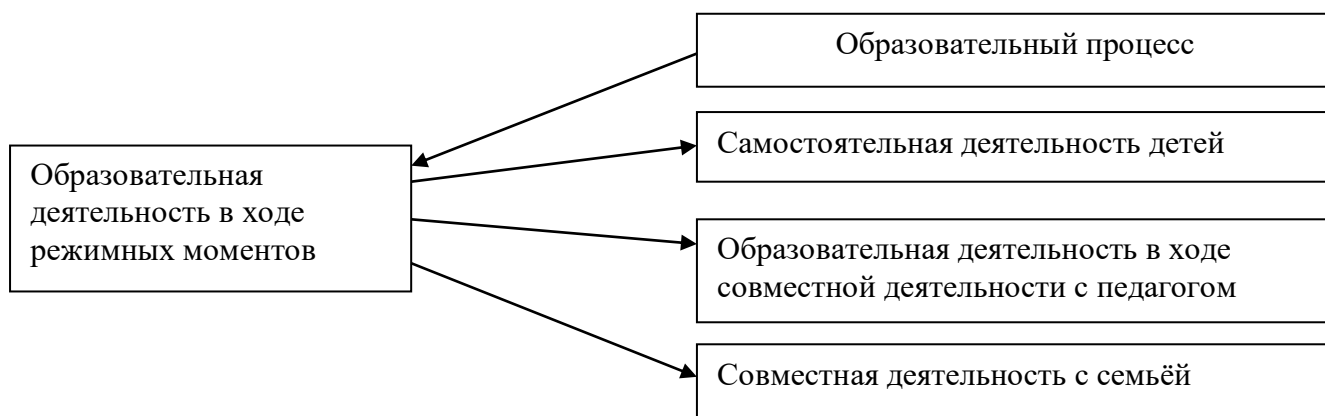 Образовательный процесс
Самостоятельная деятельность детей
Образовательная
деятельность в ходе
режимных моментов
Образовательная деятельность в ходе
совместной деятельности с педагогом
Совместная деятельность с семьёй